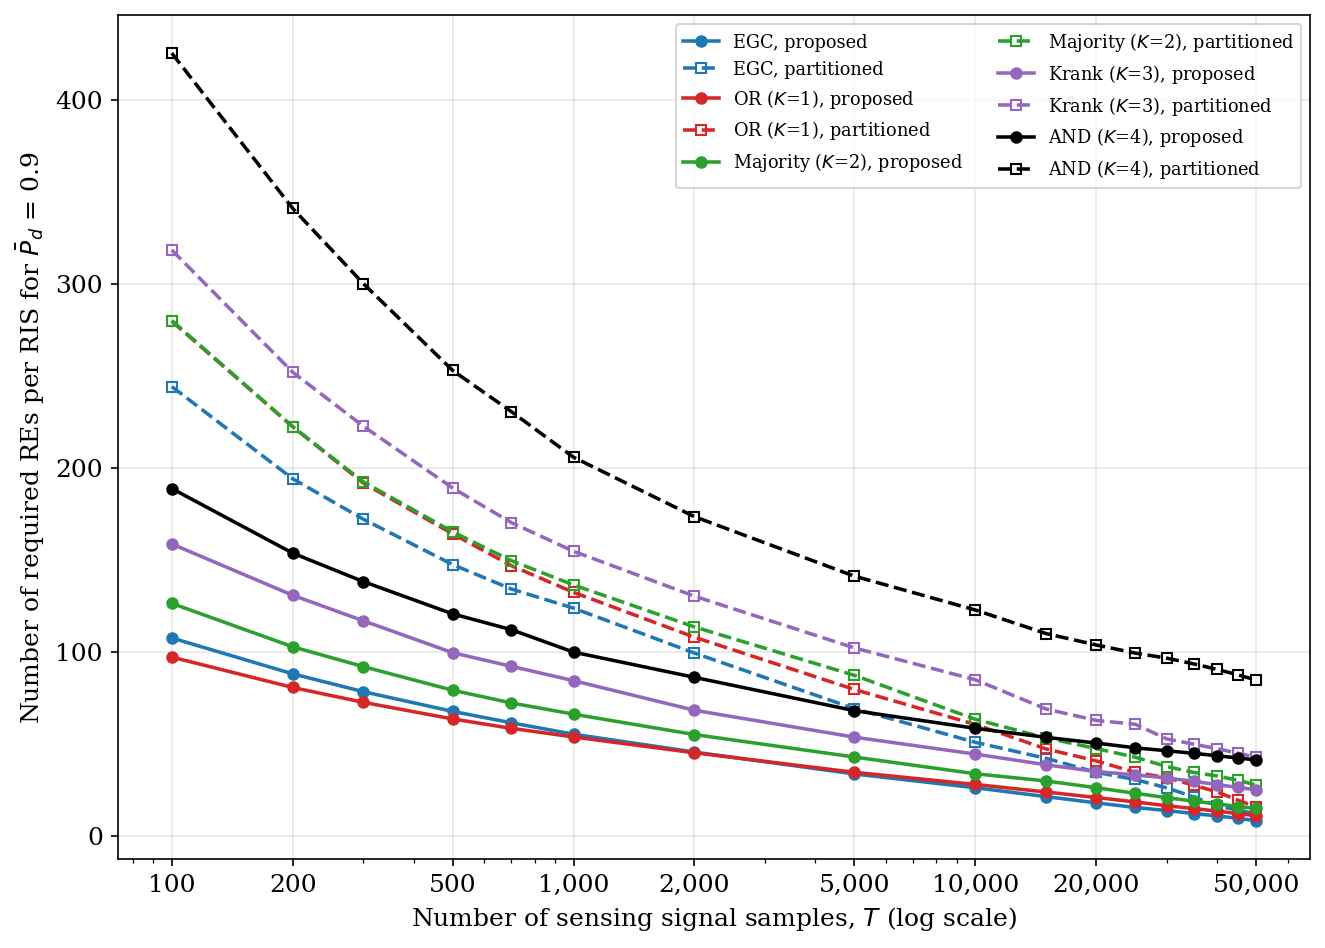 EGC, proposed
EGC, partitioned
OR (K=1), proposed
OR (K=1), partitioned
Majority (K=2), proposed
Majority (K=2), partitioned
Krank (K=3), proposed
Krank (K=3), partitioned
AND (K=4), proposed
AND (K=4), partitioned
Number of required REs per RIS for P̄_d = 0.9
400
300
200
100
0
100 200 500 1,000 2,000 5,000 10,000 20,000 50,000
Number of sensing signal samples, T (log scale)